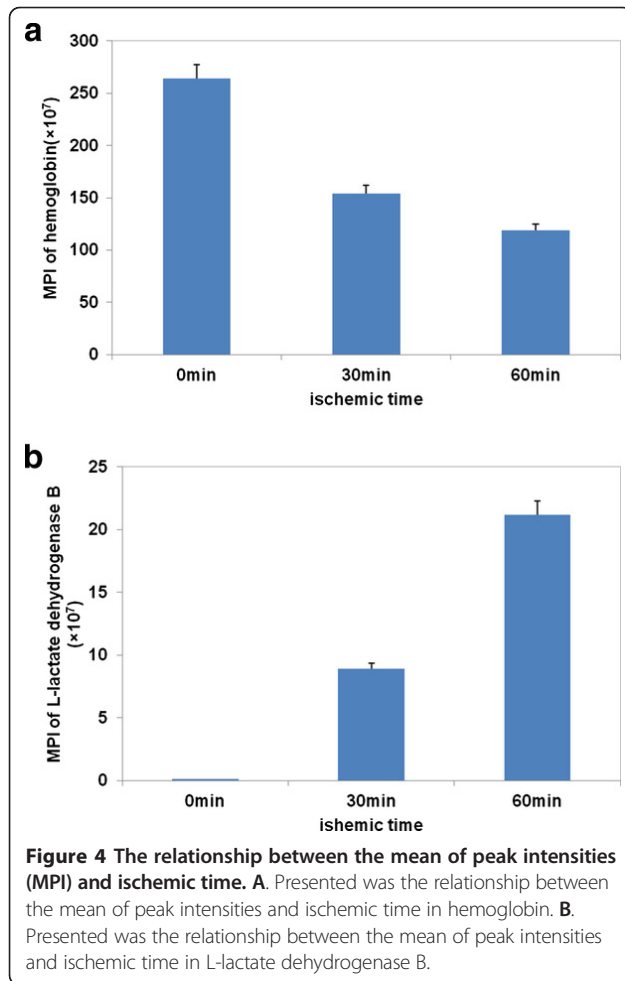 a
MPI of hemoglobin(×10⁷)
300
250
200
150
100
50
0
0min 30min 60min
ischemic time
b
MPI of L-lactate dehydrogenase B
(×10⁷)
25
20
15
10
5
0
0min 30min 60min
ishemic time
Figure 4 The relationship between the mean of peak intensities
(MPI) and ischemic time. A. Presented was the relationship between
the mean of peak intensities and ischemic time in hemoglobin. B.
Presented was the relationship between the mean of peak intensities
and ischemic time in L-lactate dehydrogenase B.